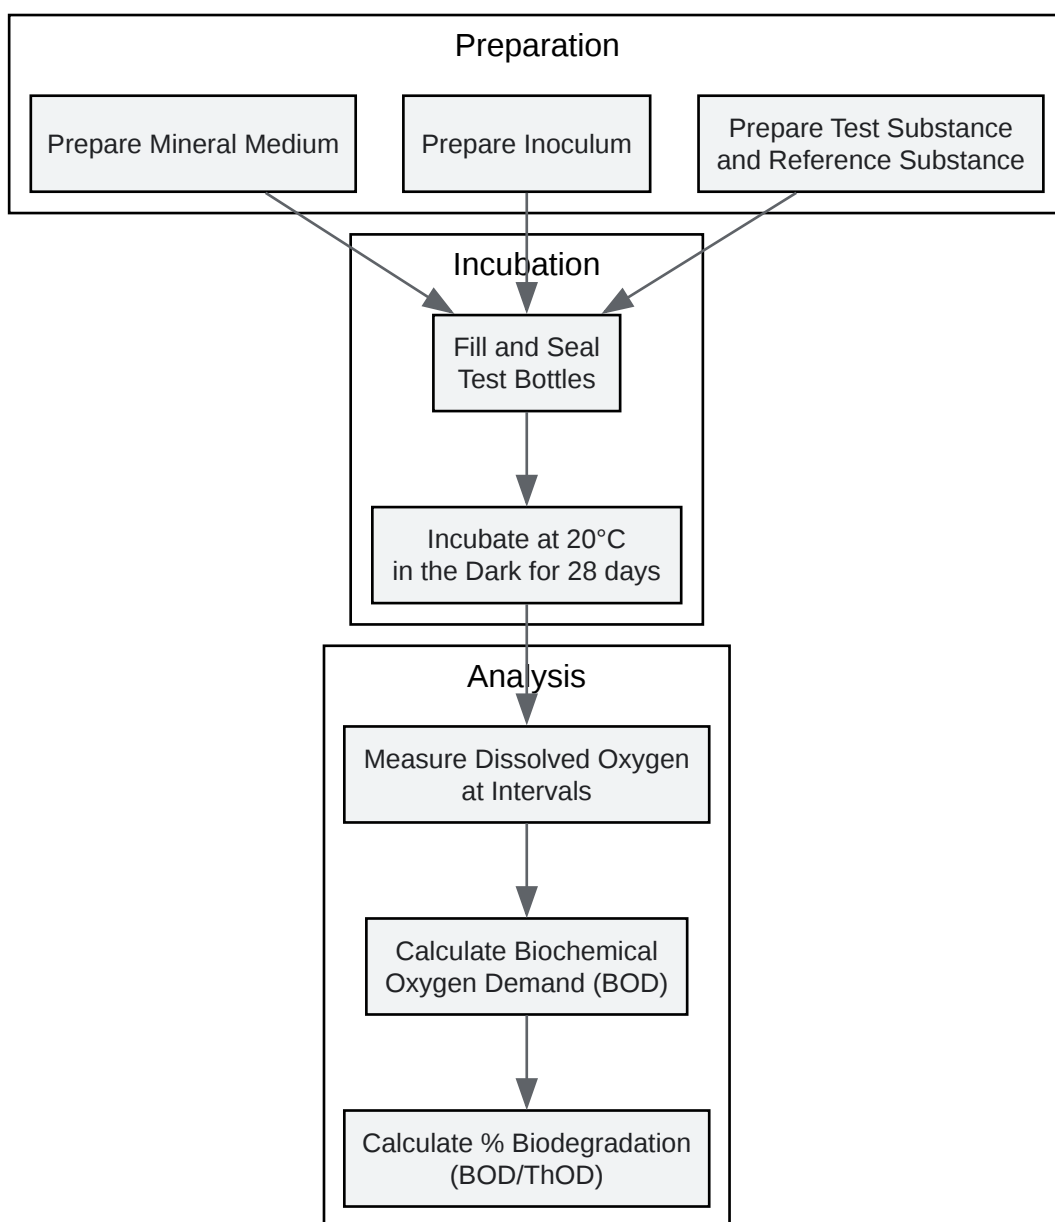 Preparation
Prepare Mineral Medium
Prepare Inoculum
Prepare Test Substance
and Reference Substance
Incubation
Fill and Seal
Test Bottles
Incubate at 20°C
in the Dark for 28 days
Analysis
Measure Dissolved Oxygen
at Intervals
Calculate Biochemical
Oxygen Demand (BOD)
Calculate % Biodegradation
(BOD/ThOD)